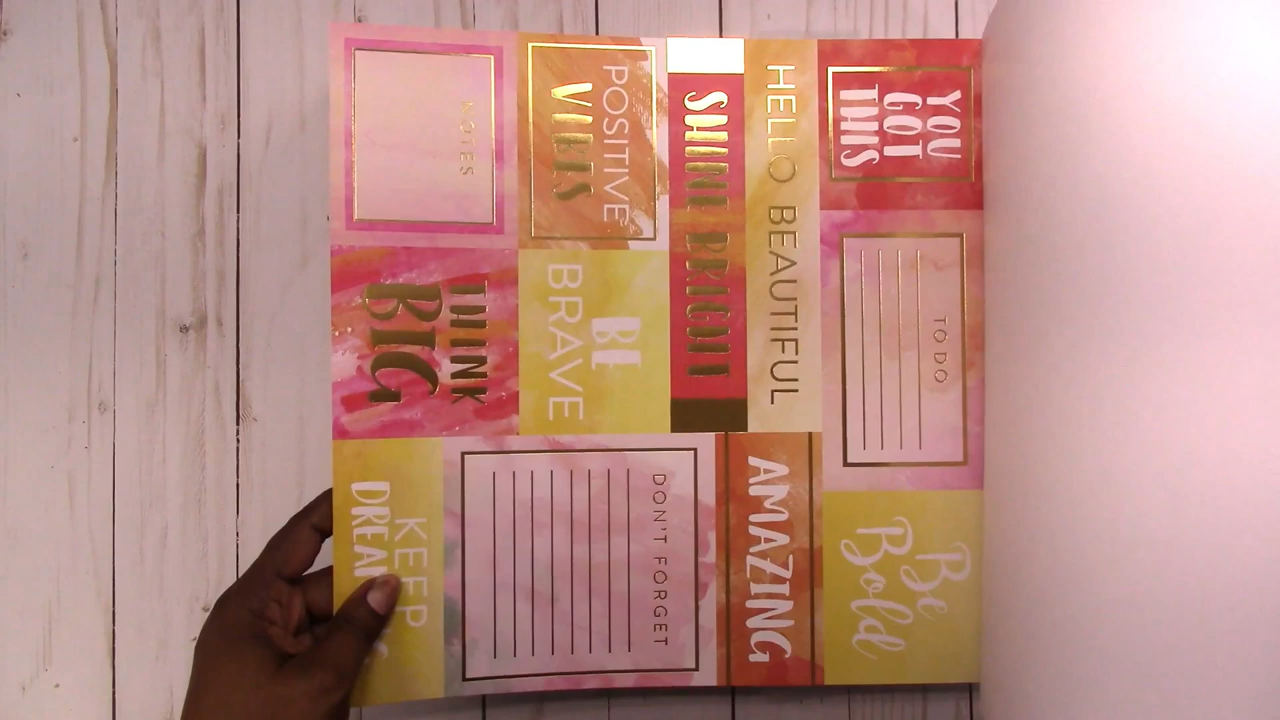 YOU
GOT
THIS
TO DO
Be
Bold
HELLO BEAUTIFUL
AMAZING
SHINE BRIGHT
POSITIVE
VIBES
BE
BRAVE
DON'T FORGET
NOTES
THINK
BIG
KEEP